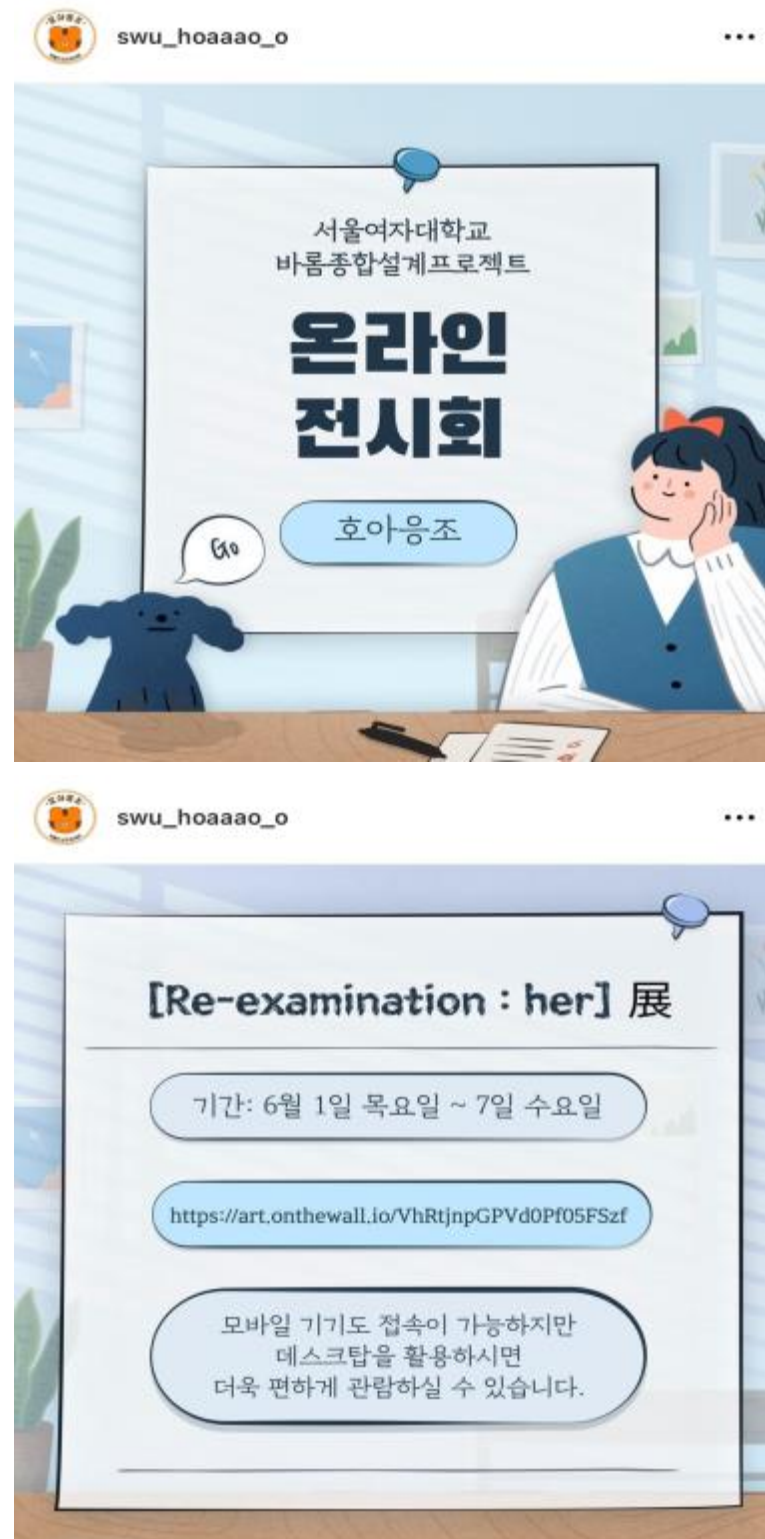 swu_hoaaao_o
서울여자대학교
바롬종합설계프로젝트
온라인
전시회
호아응조
Go
swu_hoaaao_o
[Re-examination : her] 展
기간: 6월 1일 목요일 ~ 7일 수요일
https://art.onthewall.io/VhRtjnpGPVd0Pf05FSzf
모바일 기기도 접속이 가능하지만
데스크탑을 활용하시면
더욱 편하게 관람하실 수 있습니다.